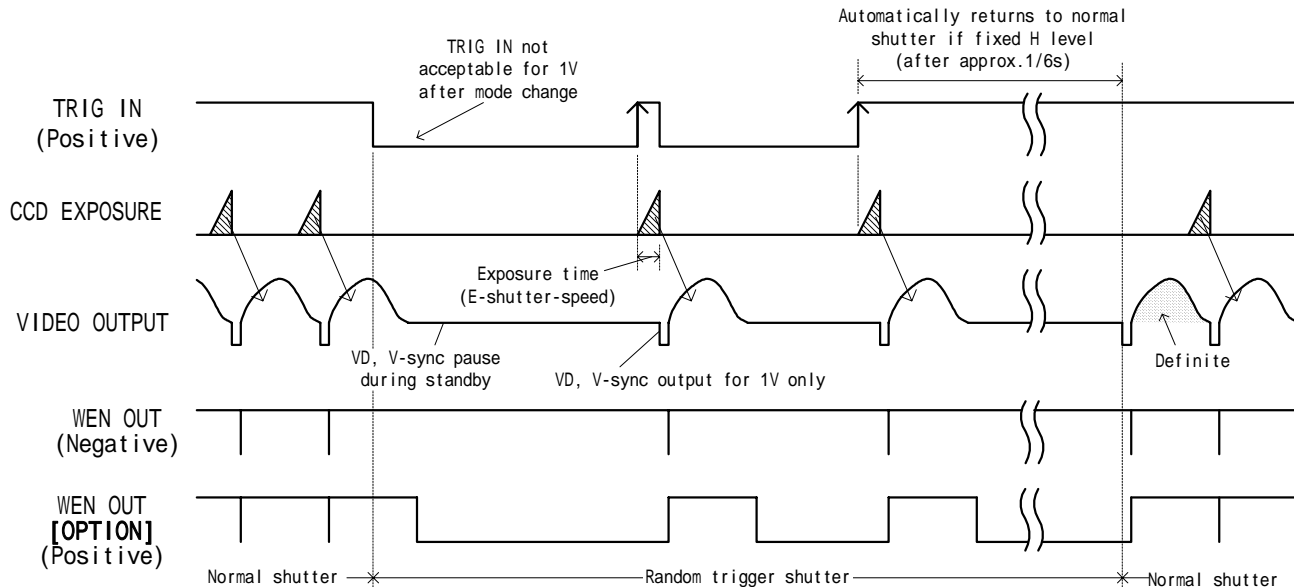 Automatically returns to normal
shutter if fixed H level
(after approx.1/6s)
TRIG IN not
acceptable for 1V
after mode change
TRIG IN
(Positive)
CCD EXPOSURE
Exposure time
(E-shutter-speed)
VIDEO OUTPUT
VD, V-sync pause
during standby
VD, V-sync output for 1V only
Definite
WEN OUT
(Negative)
WEN OUT
[OPTION]
(Positive)
Normal shutter
Random trigger shutter
Normal shutter